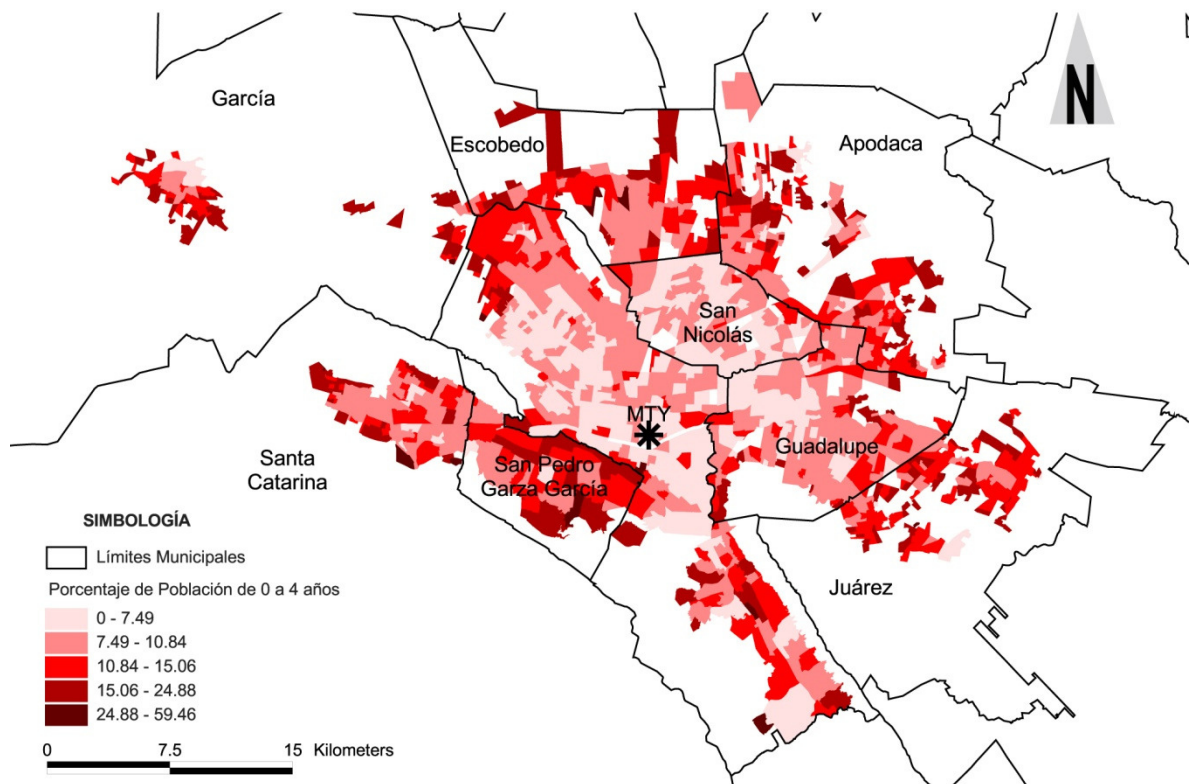 N
García
Escobedo
Apodaca
San
Nicolás
MTY
Guadalupe
San Pedro
Garza García
Santa
Catarina
Juárez
SIMBOLOGÍA
Límites Municipales
Porcentaje de Población de 0 a 4 años
0 - 7.49
7.49 - 10.84
10.84 - 15.06
15.06 - 24.88
24.88 - 59.46
0 7.5 15 Kilometers